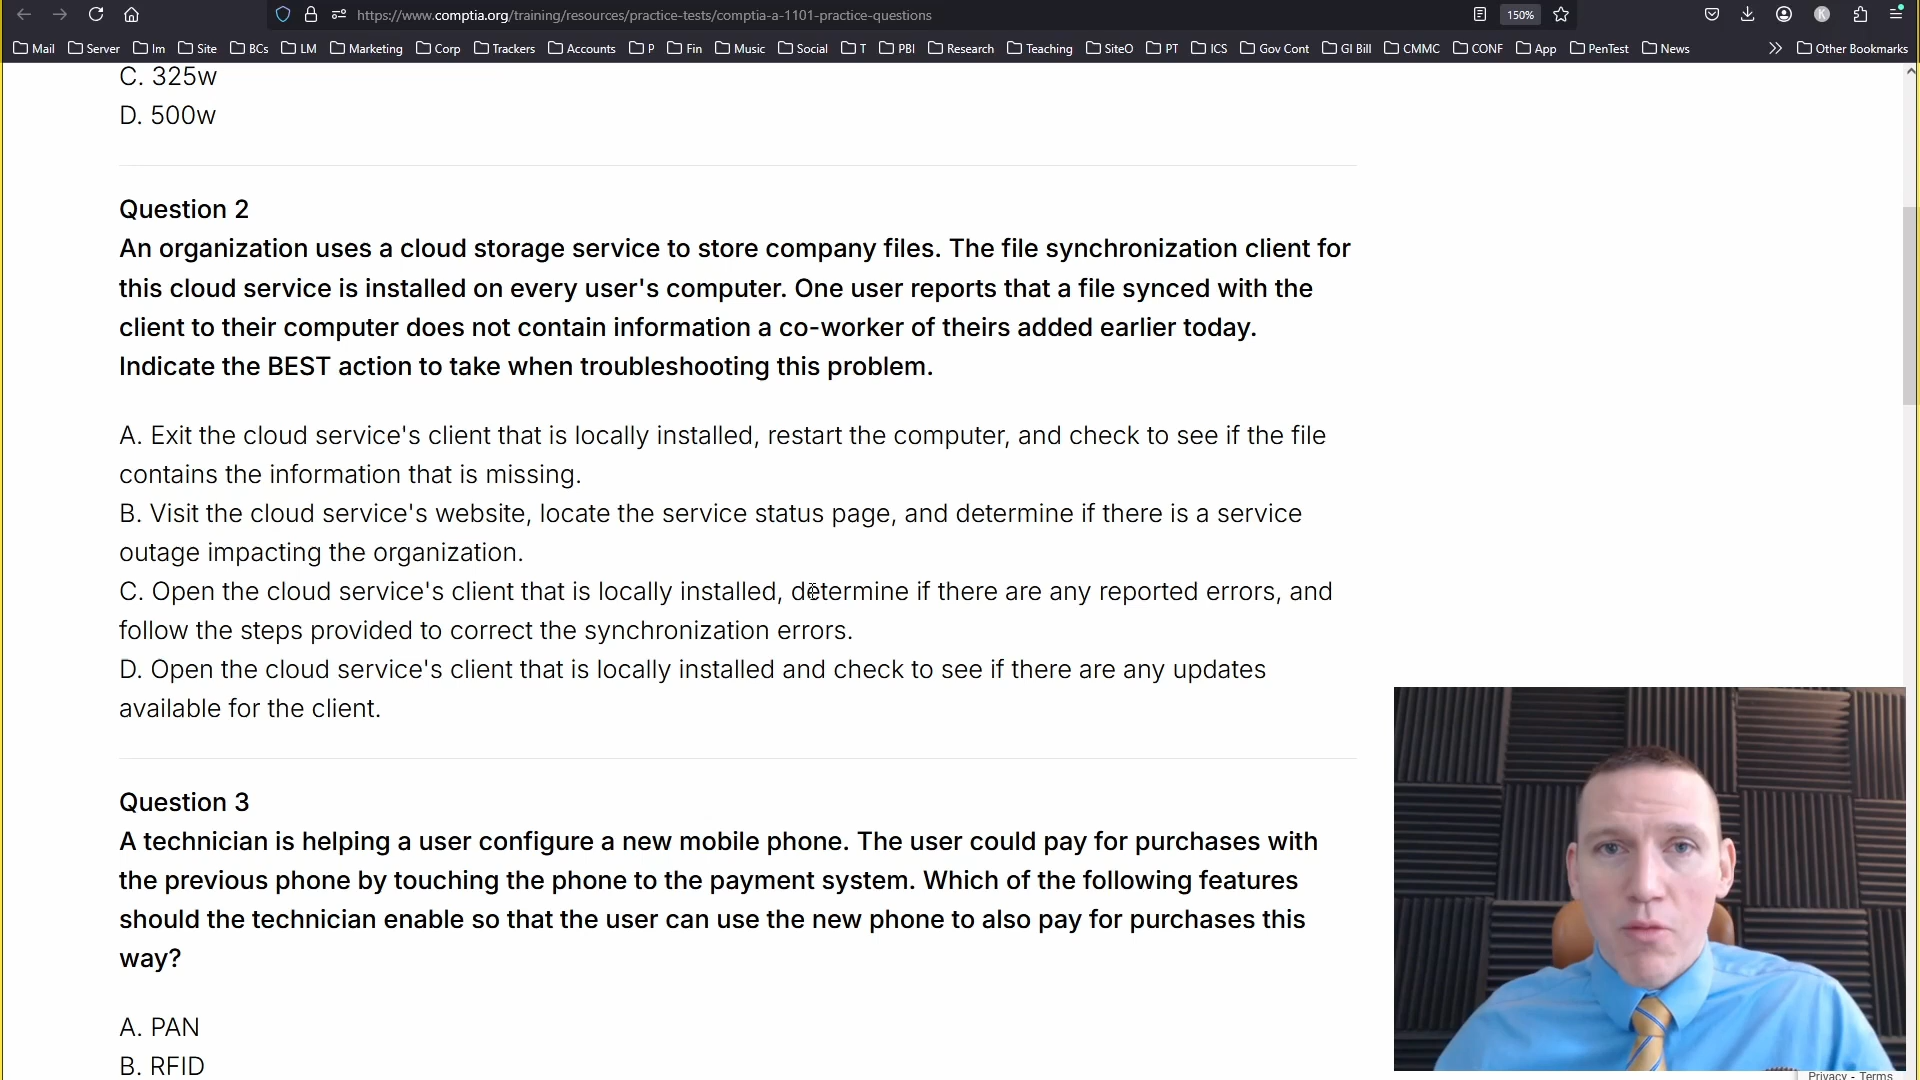 https://www.comptia.org/training/resources/practice-tests/comptia-a-1101-practice-questions
150%
K
Mail Server Im Site BCs LM Marketing Corp Trackers Accounts P Fin Music Social T PBI Research Teaching SiteO PT ICS Gov Cont GI Bill CMMC CONF App PenTest News Other Bookmarks
C. 325w
D. 500w
Question 2
An organization uses a cloud storage service to store company files. The file synchronization client for
this cloud service is installed on every user's computer. One user reports that a file synced with the
client to their computer does not contain information a co-worker of theirs added earlier today.
Indicate the BEST action to take when troubleshooting this problem.
A. Exit the cloud service's client that is locally installed, restart the computer, and check to see if the file
contains the information that is missing.
B. Visit the cloud service's website, locate the service status page, and determine if there is a service
outage impacting the organization.
C. Open the cloud service's client that is locally installed, determine if there are any reported errors, and
follow the steps provided to correct the synchronization errors.
D. Open the cloud service's client that is locally installed and check to see if there are any updates
available for the client.
Question 3
A technician is helping a user configure a new mobile phone. The user could pay for purchases with
the previous phone by touching the phone to the payment system. Which of the following features
should the technician enable so that the user can use the new phone to also pay for purchases this
way?
A. PAN
B. RFID
Privacy - Terms